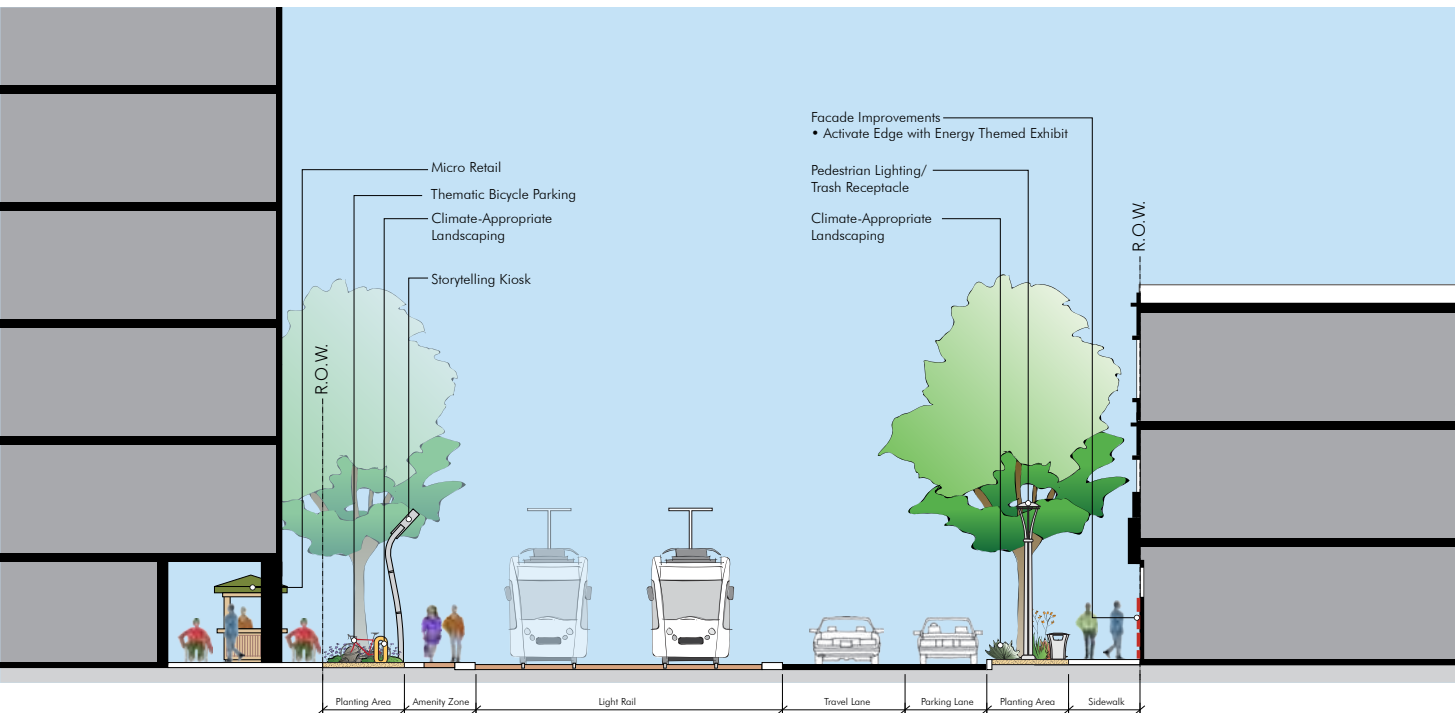 Micro Retail
Thematic Bicycle Parking
Climate-Appropriate
Landscaping
Storytelling Kiosk
R.O.W.
Facade Improvements
• Activate Edge with Energy Themed Exhibit
Pedestrian Lighting/
Trash Receptacle
Climate-Appropriate
Landscaping
R.O.W.
Planting Area
Amenity Zone
Light Rail
Travel Lane
Parking Lane
Planting Area
Sidewalk